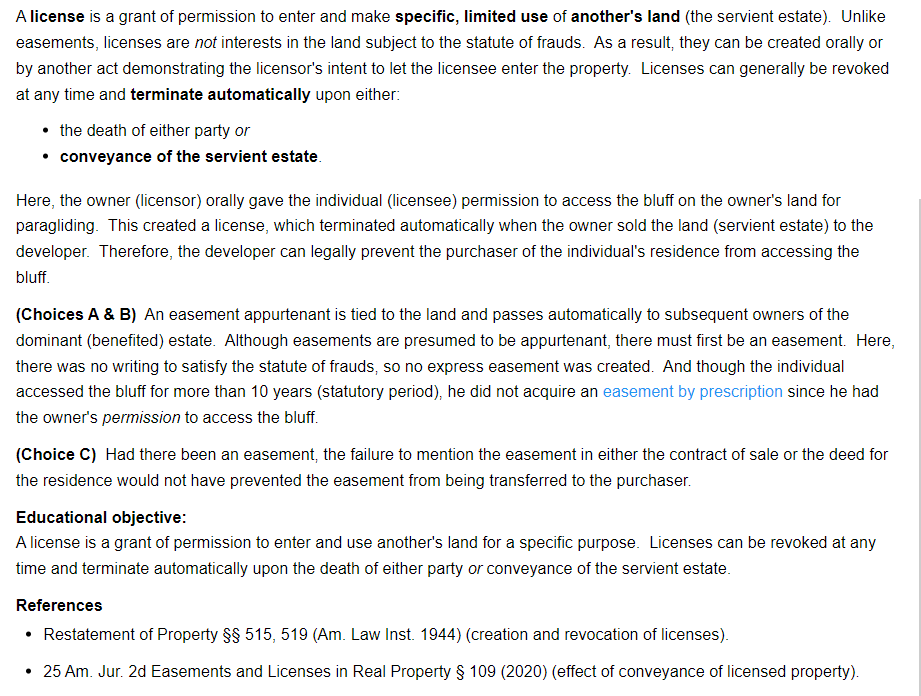 A license is a grant of permission to enter and make specific, limited use of another's land (the servient estate).  Unlike
easements, licenses are not interests in the land subject to the statute of frauds.  As a result, they can be created orally or
by another act demonstrating the licensor's intent to let the licensee enter the property.  Licenses can generally be revoked
at any time and terminate automatically upon either:
• the death of either party or
• conveyance of the servient estate.
Here, the owner (licensor) orally gave the individual (licensee) permission to access the bluff on the owner's land for
paragliding.  This created a license, which terminated automatically when the owner sold the land (servient estate) to the
developer.  Therefore, the developer can legally prevent the purchaser of the individual's residence from accessing the
bluff.
(Choices A & B)  An easement appurtenant is tied to the land and passes automatically to subsequent owners of the
dominant (benefited) estate.  Although easements are presumed to be appurtenant, there must first be an easement.  Here,
there was no writing to satisfy the statute of frauds, so no express easement was created.  And though the individual
accessed the bluff for more than 10 years (statutory period), he did not acquire an easement by prescription since he had
the owner's permission to access the bluff.
(Choice C)  Had there been an easement, the failure to mention the easement in either the contract of sale or the deed for
the residence would not have prevented the easement from being transferred to the purchaser.
Educational objective:
A license is a grant of permission to enter and use another's land for a specific purpose.  Licenses can be revoked at any
time and terminate automatically upon the death of either party or conveyance of the servient estate.
References
• Restatement of Property §§ 515, 519 (Am. Law Inst. 1944) (creation and revocation of licenses).
• 25 Am. Jur. 2d Easements and Licenses in Real Property § 109 (2020) (effect of conveyance of licensed property).